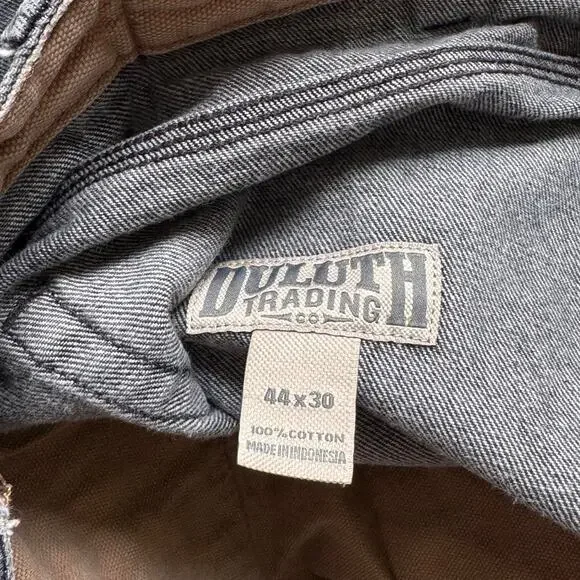 DULUTH
TRADING
CO
44x30
100% COTTON
MADE IN INDONESIA